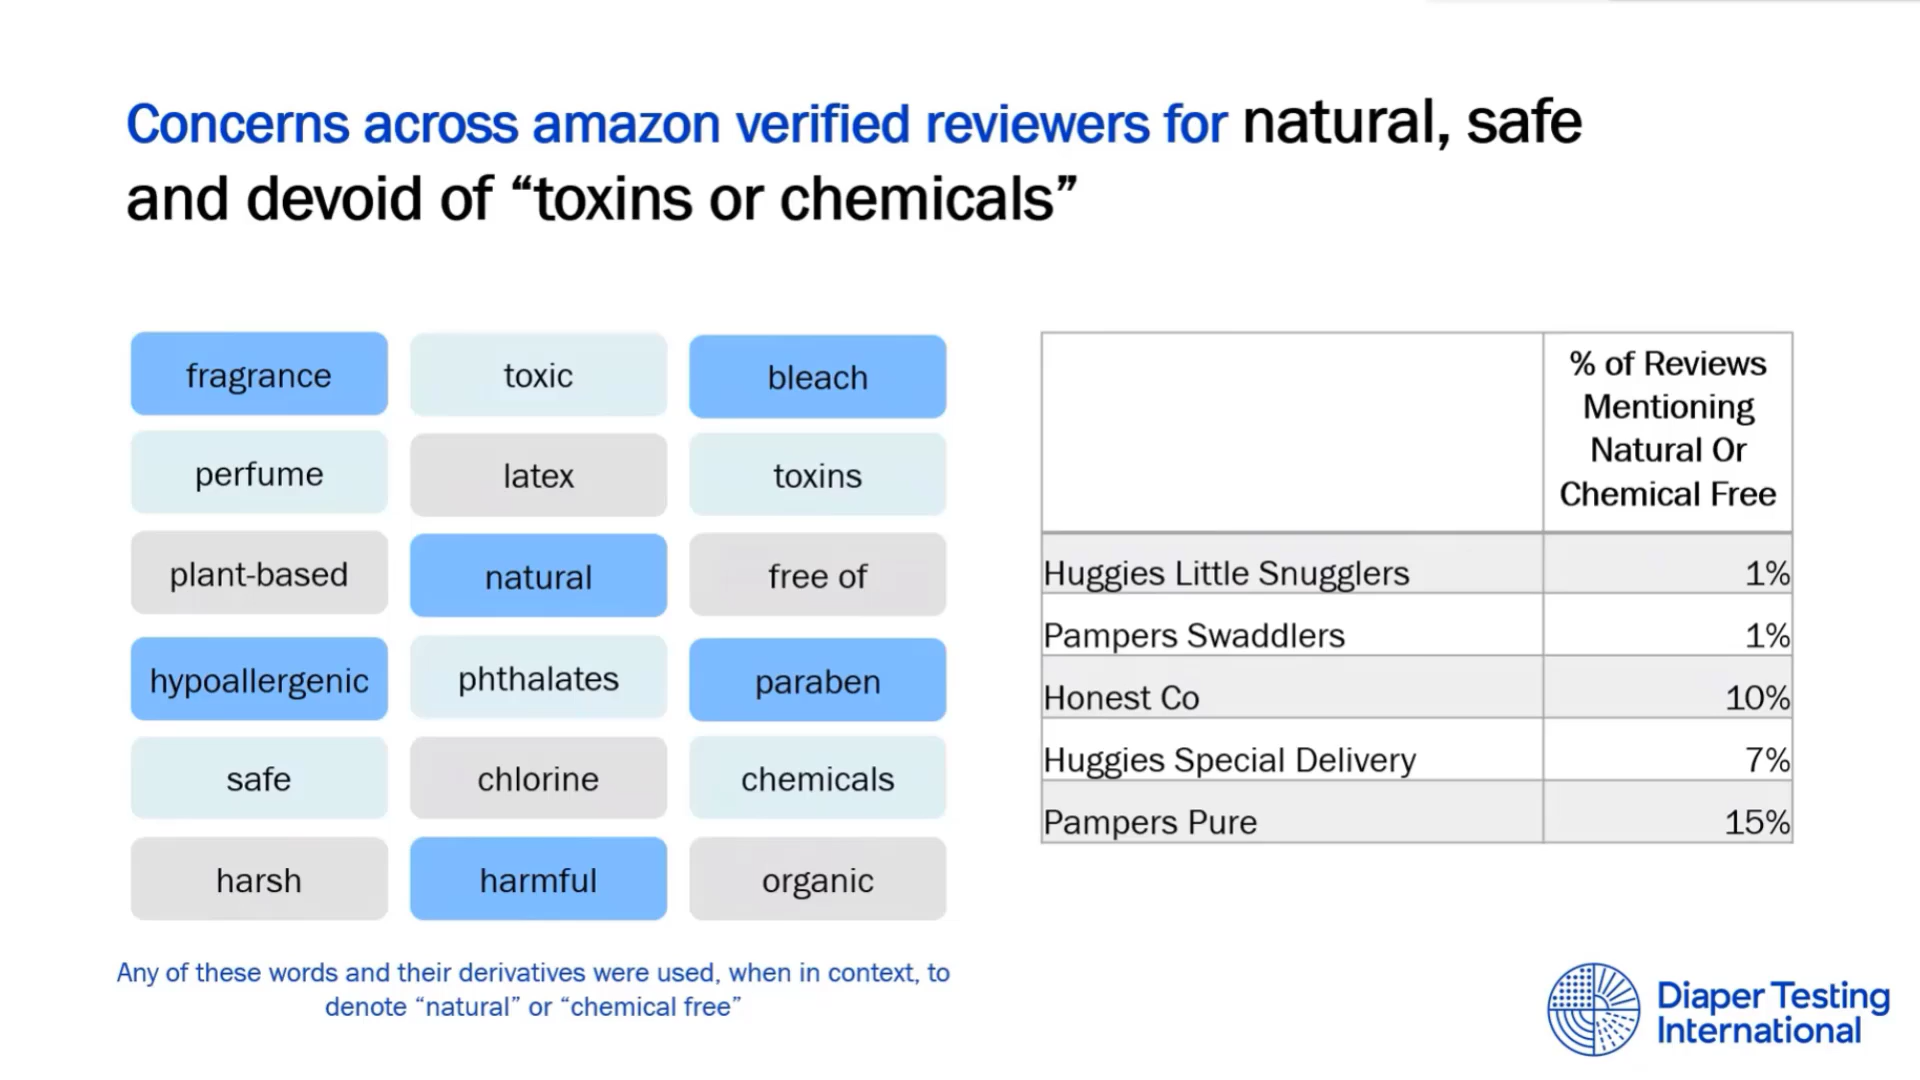 Concerns across amazon verified reviewers for natural, safe
and devoid of “toxins or chemicals”
fragrance
toxic
bleach
perfume
latex
toxins
plant-based
natural
free of
hypoallergenic
phthalates
paraben
safe
chlorine
chemicals
harsh
harmful
organic
Any of these words and their derivatives were used, when in context, to
denote “natural” or “chemical free”
% of Reviews
Mentioning
Natural Or
Chemical Free
Huggies Little Snugglers 1%
Pampers Swaddlers 1%
Honest Co 10%
Huggies Special Delivery 7%
Pampers Pure 15%
Diaper Testing
International